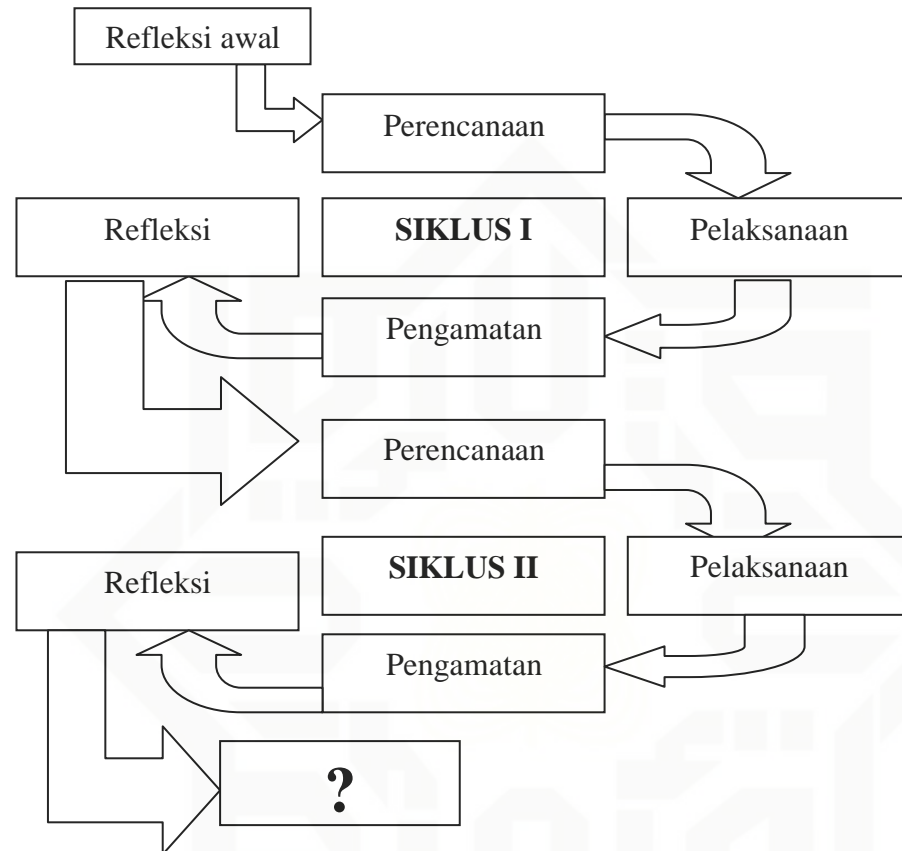 Refleksi awal
Perencanaan
Refleksi
SIKLUS I
Pelaksanaan
Pengamatan
Perencanaan
Refleksi
SIKLUS II
Pelaksanaan
Pengamatan
?